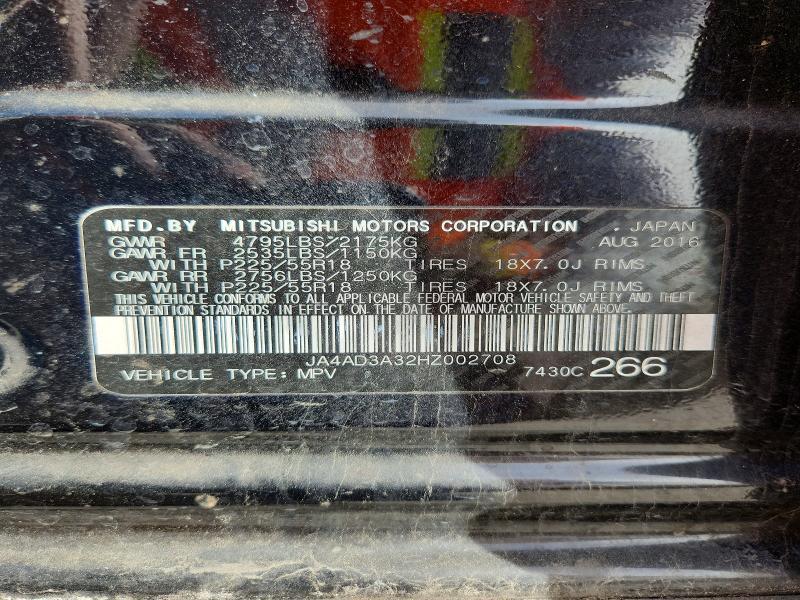 MFD.BY MITSUBISHI MOTORS CORPORATION , JAPAN
GVWR 4795LBS/2175KG AUG 2016
GAWR FR 2535LBS/1150KG
WITH P225/55R18 TIRES 18X7.0J RIMS
GAWR RR 2756LBS/1250KG
WITH P225/55R18 TIRES 18X7.0J RIMS
THIS VEHICLE CONFORMS TO ALL APPLICABLE FEDERAL MOTOR VEHICLE SAFETY AND THEFT
PREVENTION STANDARDS IN EFFECT ON THE DATE OF MANUFACTURE SHOWN ABOVE.
JA4AD3A32HZ002708
VEHICLE TYPE: MPV 7430C 266